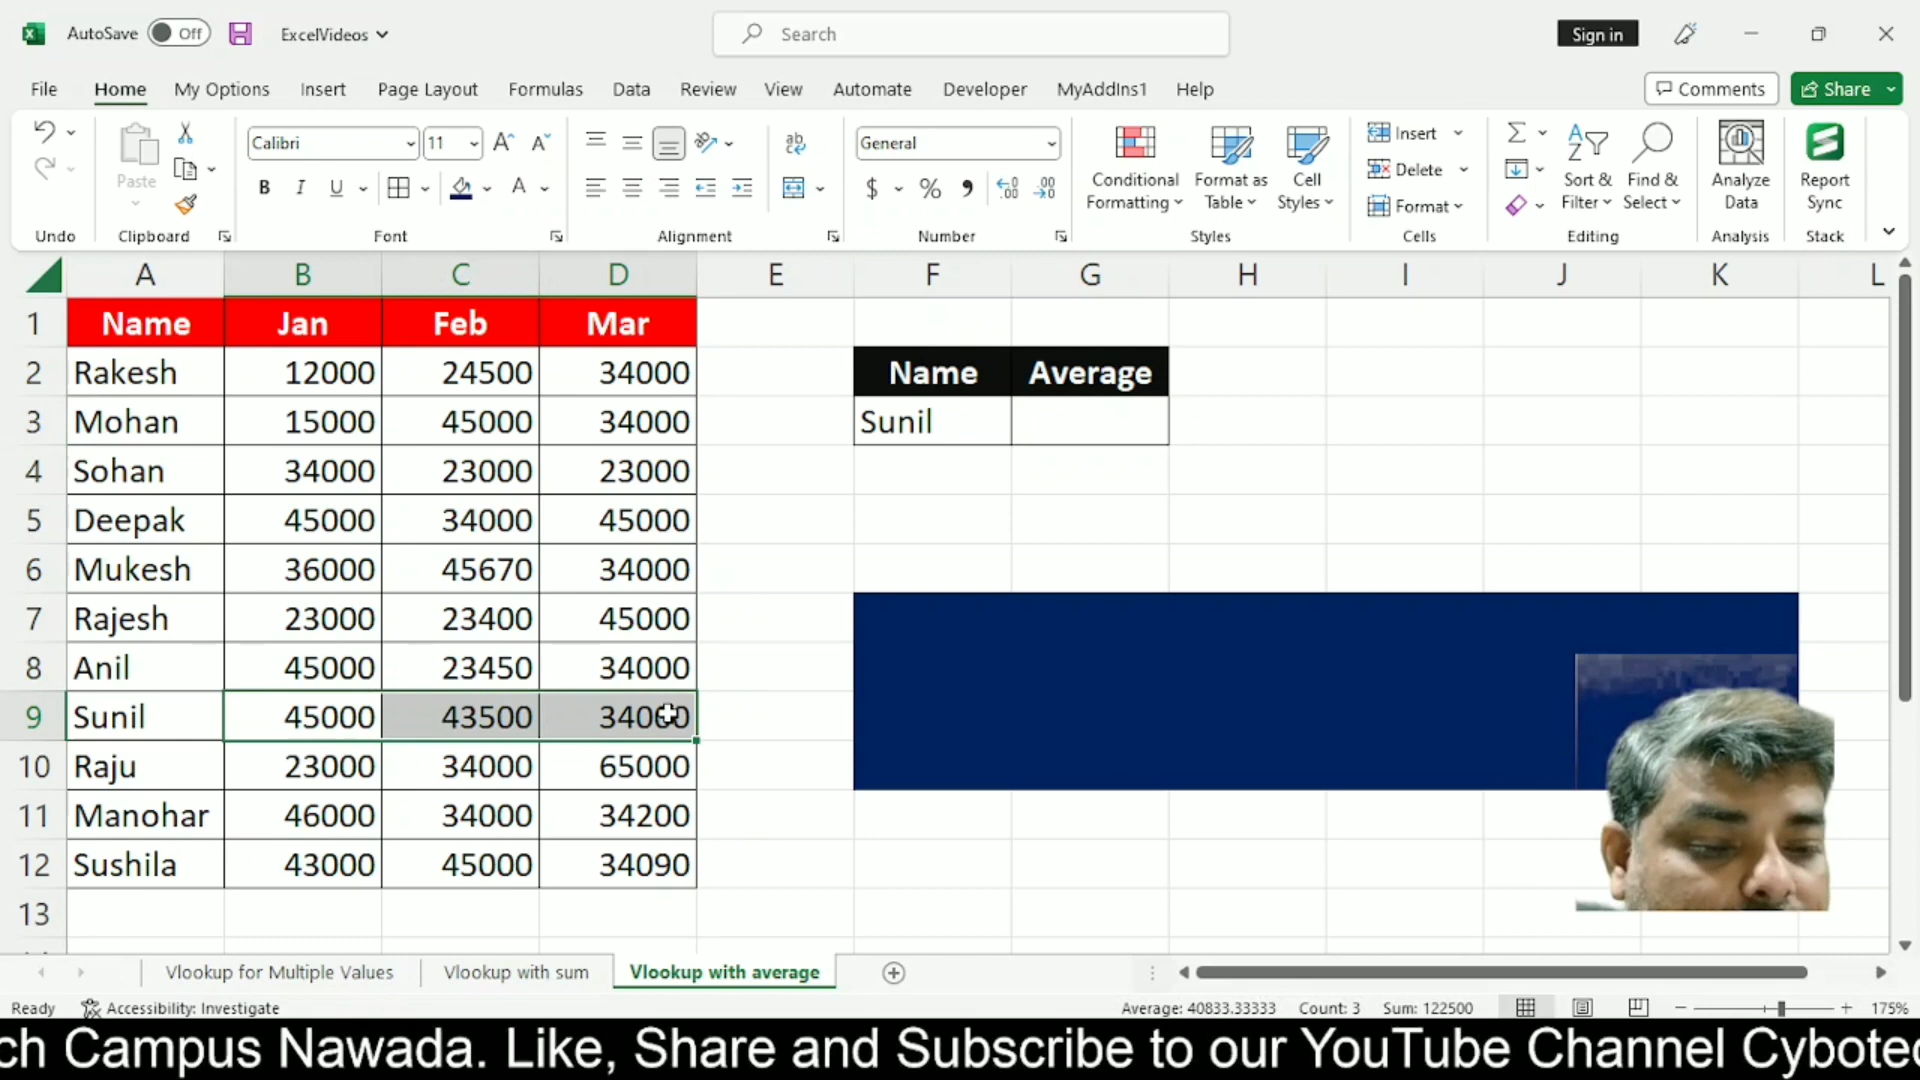 AutoSave Off ExcelVideos Search Sign in
File Home My Options Insert Page Layout Formulas Data Review View Automate Developer MyAddIns1 Help Comments Share
Paste
Undo Clipboard
Calibri 11
B I U A
Font
ab
Alignment
General
$ % ,
Number
Conditional Formatting
Format as Table
Cell Styles
Styles
Insert
Delete
Format
Cells
Sort & Filter
Find & Select
Editing
Analyze Data
Analysis
Report Sync
Stack
A B C D E F G H I J K L
1 Name Jan Feb Mar
2 Rakesh 12000 24500 34000 Name Average
3 Mohan 15000 45000 34000 Sunil
4 Sohan 34000 23000 23000
5 Deepak 45000 34000 45000
6 Mukesh 36000 45670 34000
7 Rajesh 23000 23400 45000
8 Anil 45000 23450 34000
9 Sunil 45000 43500 34000
10 Raju 23000 34000 65000
11 Manohar 46000 34000 34200
12 Sushila 43000 45000 34090
13
Vlookup for Multiple Values Vlookup with sum Vlookup with average
Ready Accessibility: Investigate Average: 40833.33333 Count: 3 Sum: 122500 175%
ch Campus Nawada. Like, Share and Subscribe to our YouTube Channel Cybotec